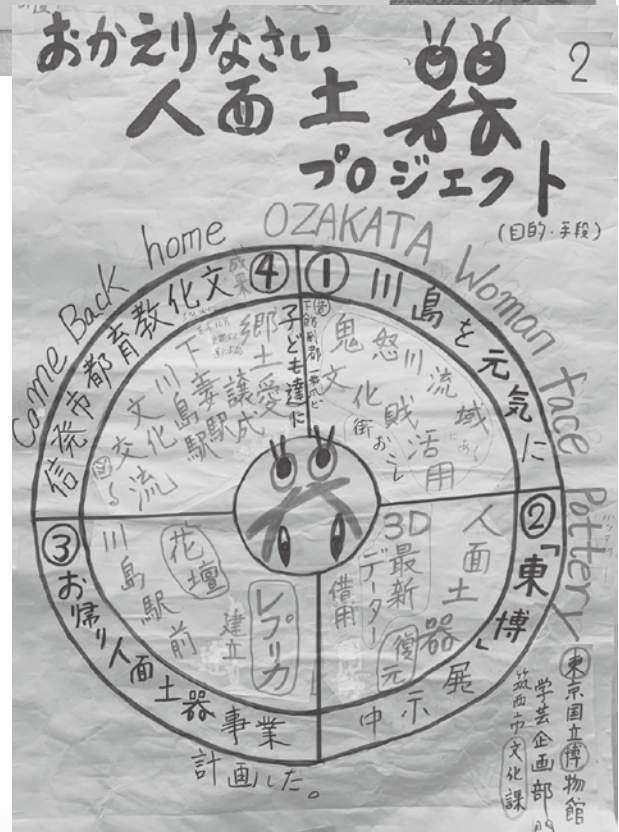 おかえりなさい
人面土器
プロジェクト
2
(目的・手段)
Come Back home OZAKATA Woman face Pottery
① 川島を元気に
鬼怒川流域
文化財活用
街おこし
②「東博」
人面土器展示中
3D最新
データー
借用
復元
③ お帰り人面土器事業
計画した。
川島駅前
花壇
レプリカ
建立
④ 文化教育都市発信
成果
子ども達に
郷土愛
譲成
下妻駅
川島駅
文化交流
図る
東京国立博物館
学芸企画部
筑西市文化課